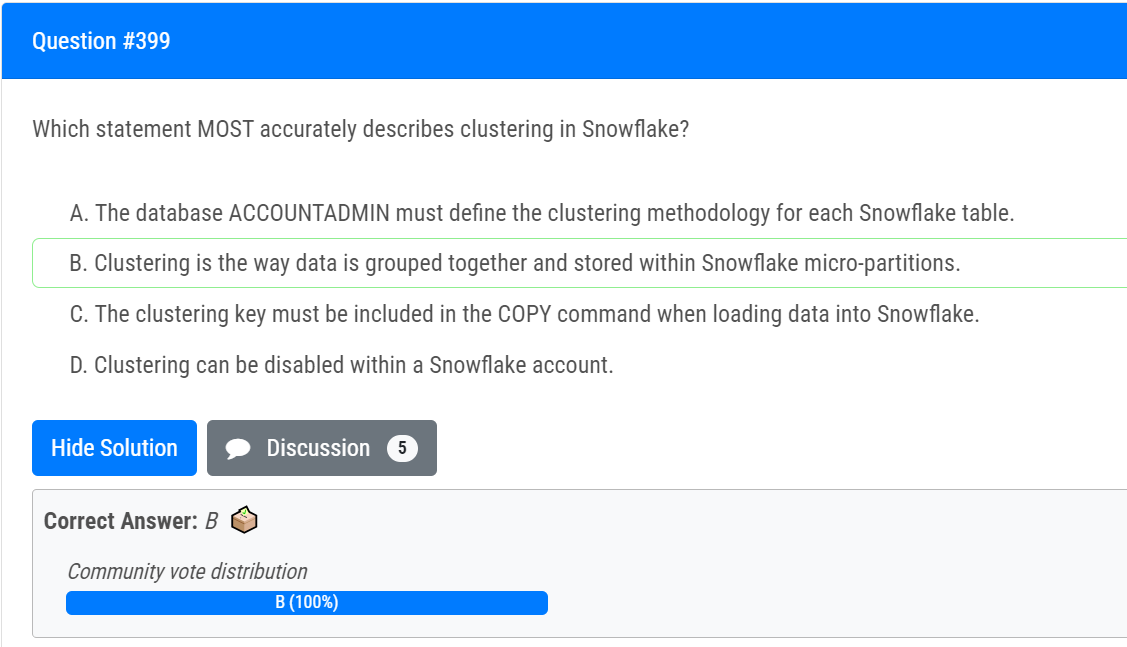 Question #399
Which statement MOST accurately describes clustering in Snowflake?
A. The database ACCOUNTADMIN must define the clustering methodology for each Snowflake table.
B. Clustering is the way data is grouped together and stored within Snowflake micro-partitions.
C. The clustering key must be included in the COPY command when loading data into Snowflake.
D. Clustering can be disabled within a Snowflake account.
Hide Solution Discussion 5
Correct Answer: B
Community vote distribution
B (100%)